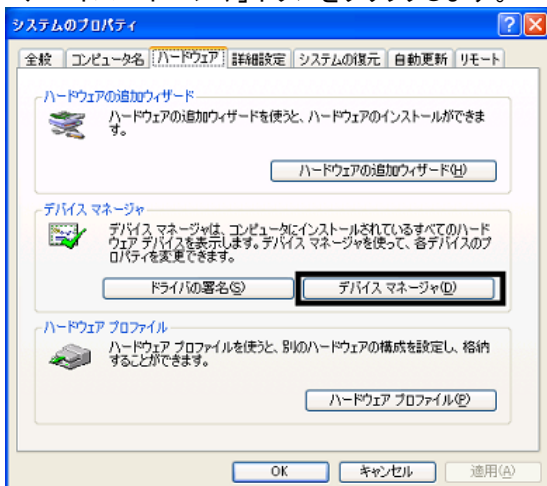 システムのプロパティ
全般 コンピュータ名 ハードウェア 詳細設定 システムの復元 自動更新 リモート
ハードウェアの追加ウィザード
ハードウェアの追加ウィザードを使うと、ハードウェアのインストールができま
す。
ハードウェアの追加ウィザード(H)
デバイス マネージャ
デバイス マネージャは、コンピュータにインストールされているすべてのハード
ウェア デバイスを表示します。デバイス マネージャを使って、各デバイスのプ
ロパティを変更できます。
ドライバの署名(S) デバイス マネージャ(D)
ハードウェア プロファイル
ハードウェア プロファイルを使うと、別のハードウェアの構成を設定し、格納
することができます。
ハードウェア プロファイル(P)
OK キャンセル 適用(A)